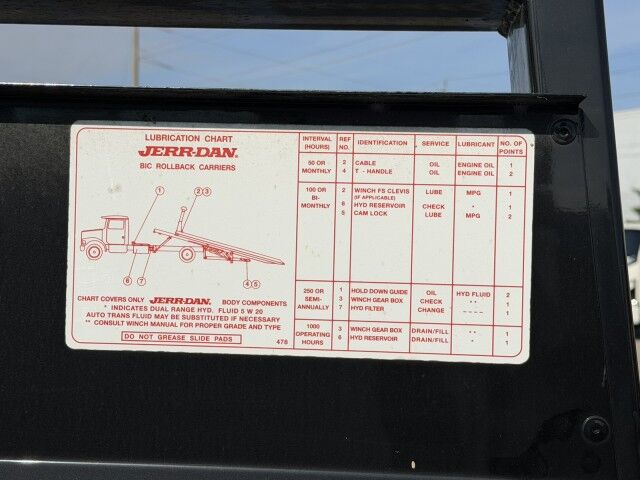 LUBRICATION CHART
JERR-DAN®
BIC ROLLBACK CARRIERS
1
2 3
6 7
4 5
CHART COVERS ONLY JERR-DAN® BODY COMPONENTS
* INDICATES DUAL RANGE HYD. FLUID 5 W 20
AUTO TRANS FLUID MAY BE SUBSTITUTED IF NECESSARY
** CONSULT WINCH MANUAL FOR PROPER GRADE AND TYPE
DO NOT GREASE SLIDE PADS
478
INTERVAL (HOURS) REF NO. IDENTIFICATION SERVICE LUBRICANT NO. OF POINTS
50 OR MONTHLY
2 CABLE OIL ENGINE OIL 1
4 T - HANDLE OIL ENGINE OIL 2
100 OR BI-MONTHLY
2 WINCH FS CLEVIS LUBE MPG 1
(IF APPLICABLE)
6 HYD RESERVOIR CHECK * 1
5 CAM LOCK LUBE MPG 2
250 OR SEMI-ANNUALLY
1 HOLD DOWN GUIDE OIL HYD FLUID 2
3 WINCH GEAR BOX CHECK ** 1
7 HYD FILTER CHANGE ---- 1
1000 OPERATING HOURS
3 WINCH GEAR BOX DRAIN/FILL ** 1
6 HYD RESERVOIR DRAIN/FILL * 1